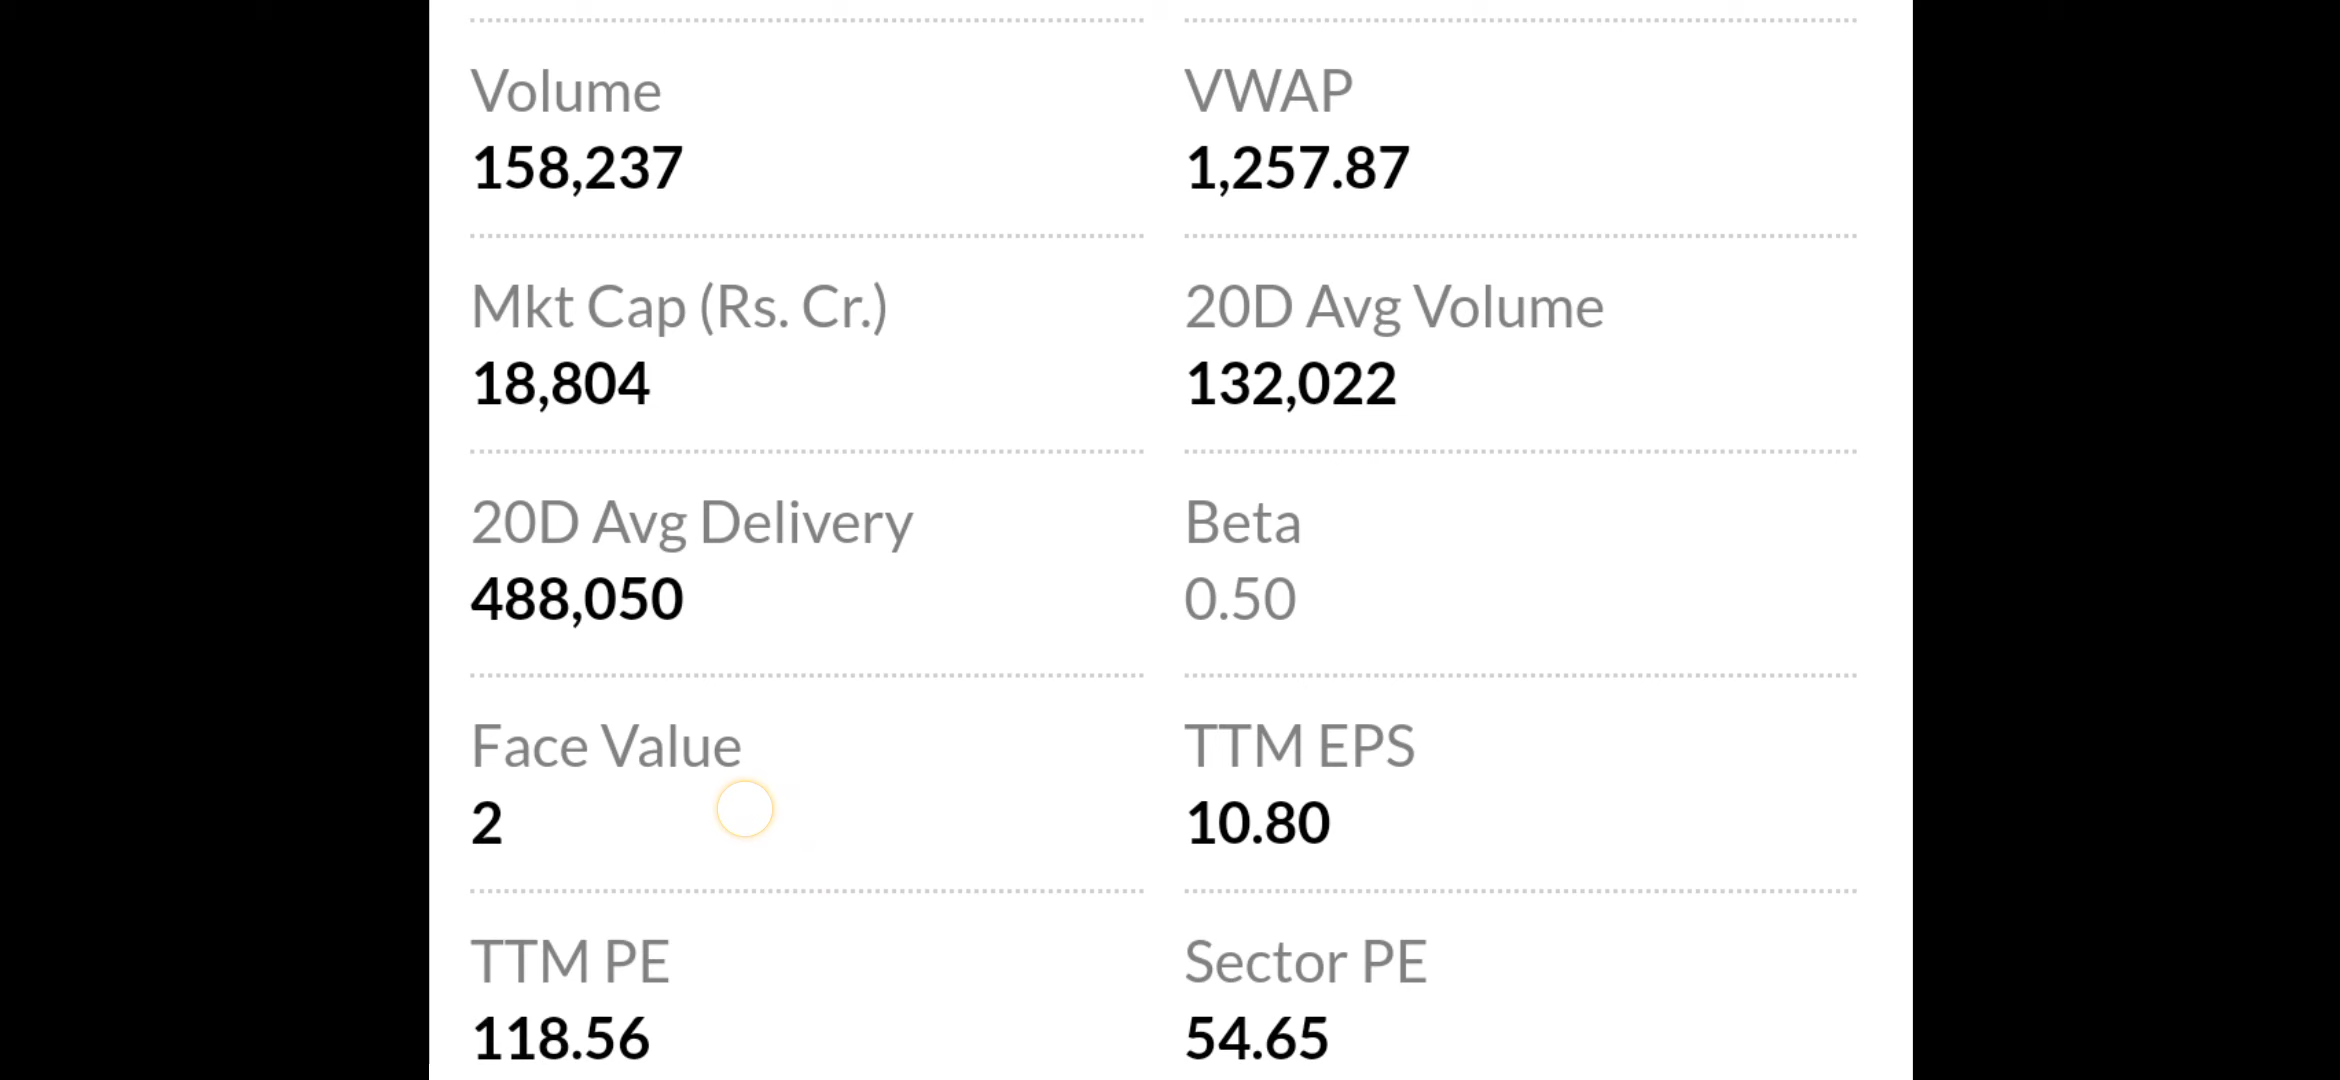 Volume
158,237
VWAP
1,257.87
Mkt Cap (Rs. Cr.)
18,804
20D Avg Volume
132,022
20D Avg Delivery
488,050
Beta
0.50
Face Value
2
TTM EPS
10.80
TTM PE
118.56
Sector PE
54.65